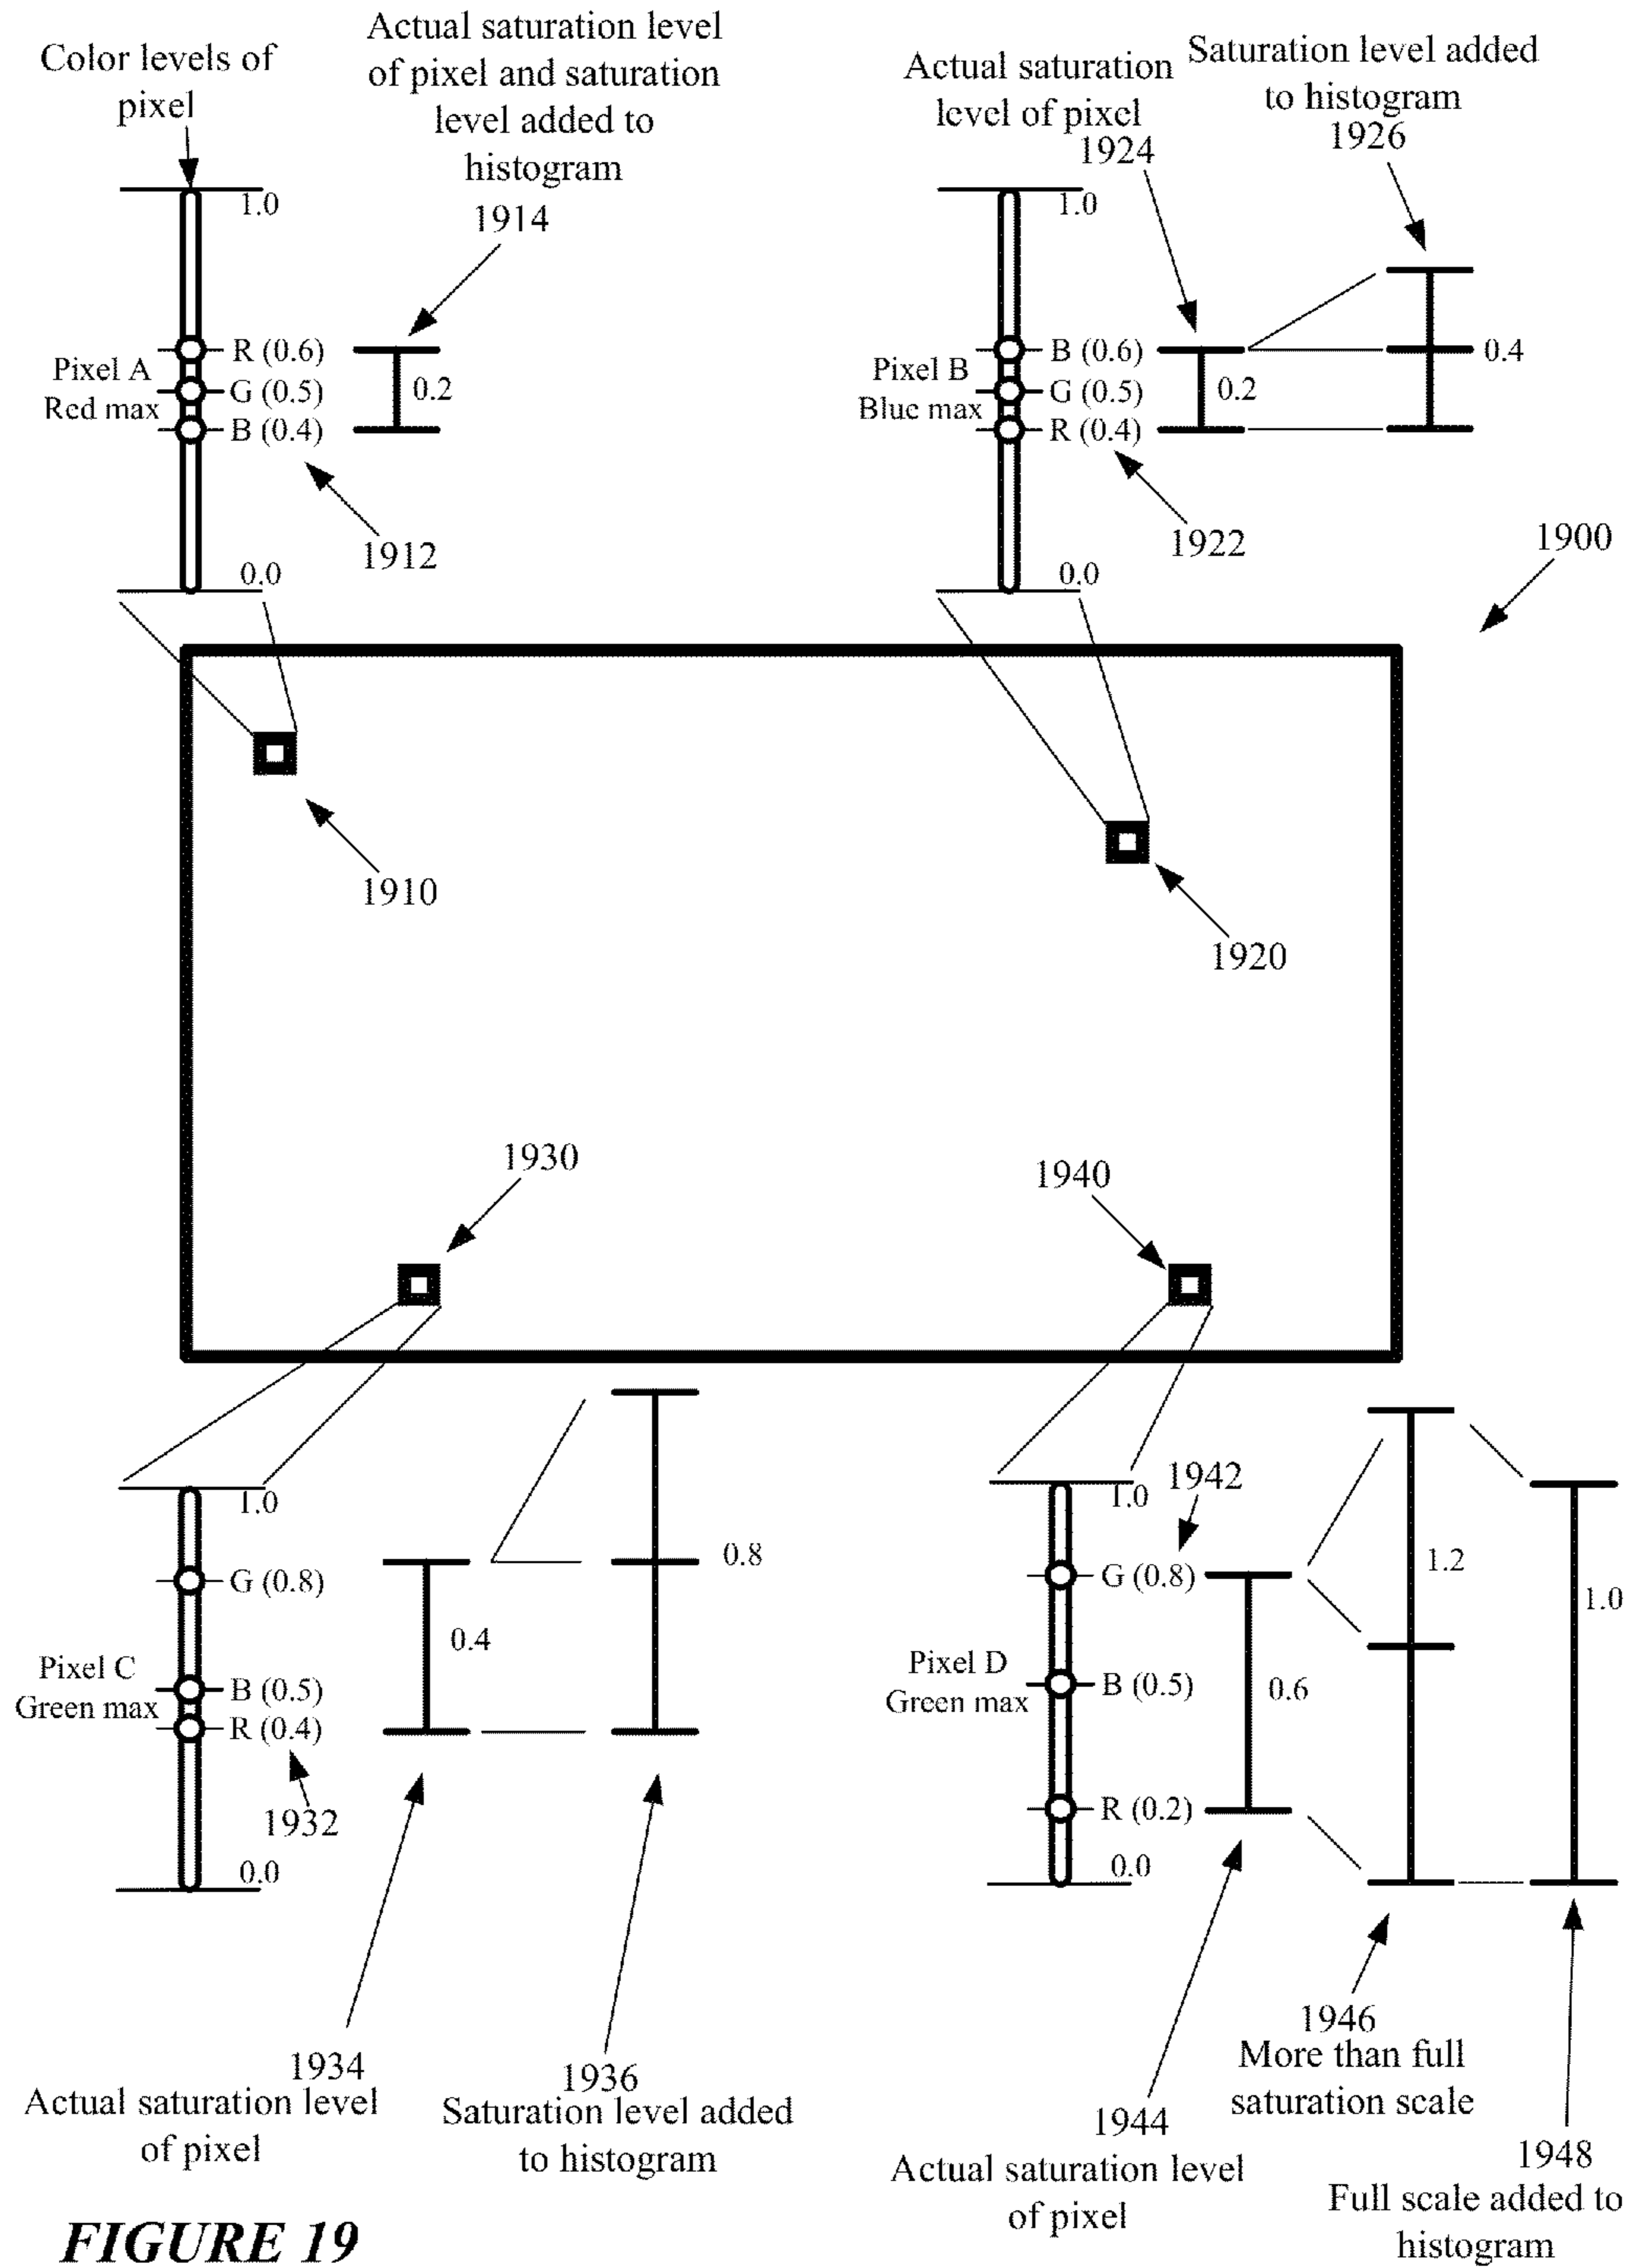 Color levels of
pixel
Actual saturation level
of pixel and saturation
level added to
histogram
1914
1.0
R (0.6)
G (0.5)
B (0.4)
Pixel A
Red max
0.2
1912
0.0
Actual saturation
level of pixel
1924
Saturation level added
to histogram
1926
1.0
B (0.6)
G (0.5)
R (0.4)
Pixel B
Blue max
0.2
0.4
1922
0.0
1900
1910
1920
1930
1940
1.0
G (0.8)
B (0.5)
R (0.4)
Pixel C
Green max
0.4
0.8
1932
0.0
1934
Actual saturation level
of pixel
1936
Saturation level added
to histogram
1942
1.0
G (0.8)
B (0.5)
R (0.2)
Pixel D
Green max
0.6
1.2
1.0
0.0
1944
Actual saturation level
of pixel
1946
More than full
saturation scale
1948
Full scale added to
histogram
FIGURE 19